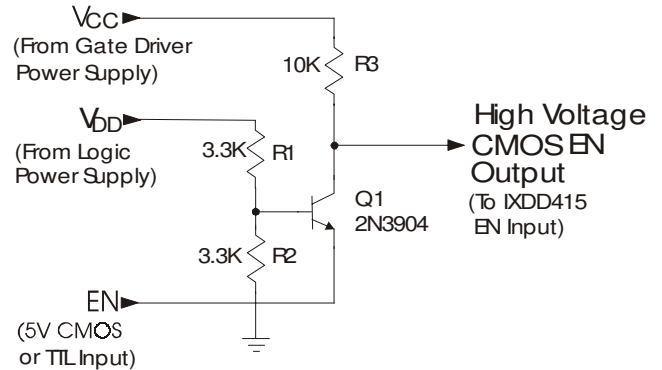 VCC
(From Gate Driver
Power Supply)
10K R3
VDD
(From Logic
Power Supply)
3.3K R1
High Voltage
CMOS EN
Output
(To IXDD415
EN Input)
Q1
2N3904
3.3K R2
EN
(5V CMOS
or TTL Input)